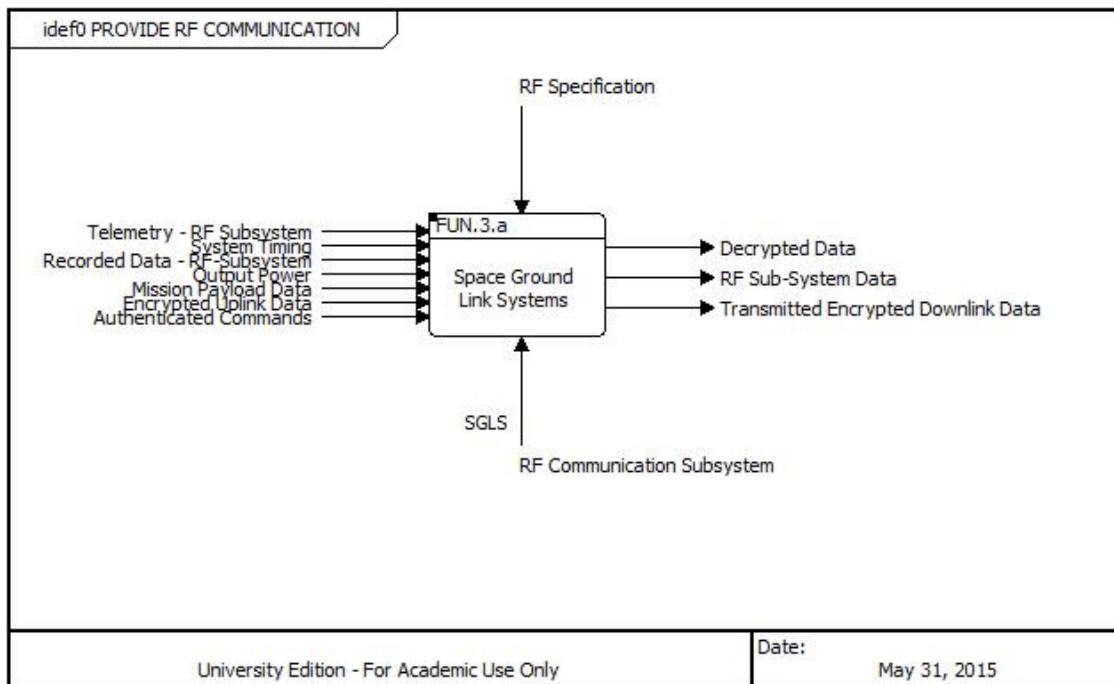 idef0 PROVIDE RF COMMUNICATION
RF Specification
Telemetry - RF Subsystem
System Timing
Recorded Data - RF-Subsystem
Output Power
Mission Payload Data
Encrypted Uplink Data
Authenticated Commands
FUN.3.a
Space Ground
Link Systems
Decrypted Data
RF Sub-System Data
Transmitted Encrypted Downlink Data
SGLS
RF Communication Subsystem
University Edition - For Academic Use Only
Date:
May 31, 2015